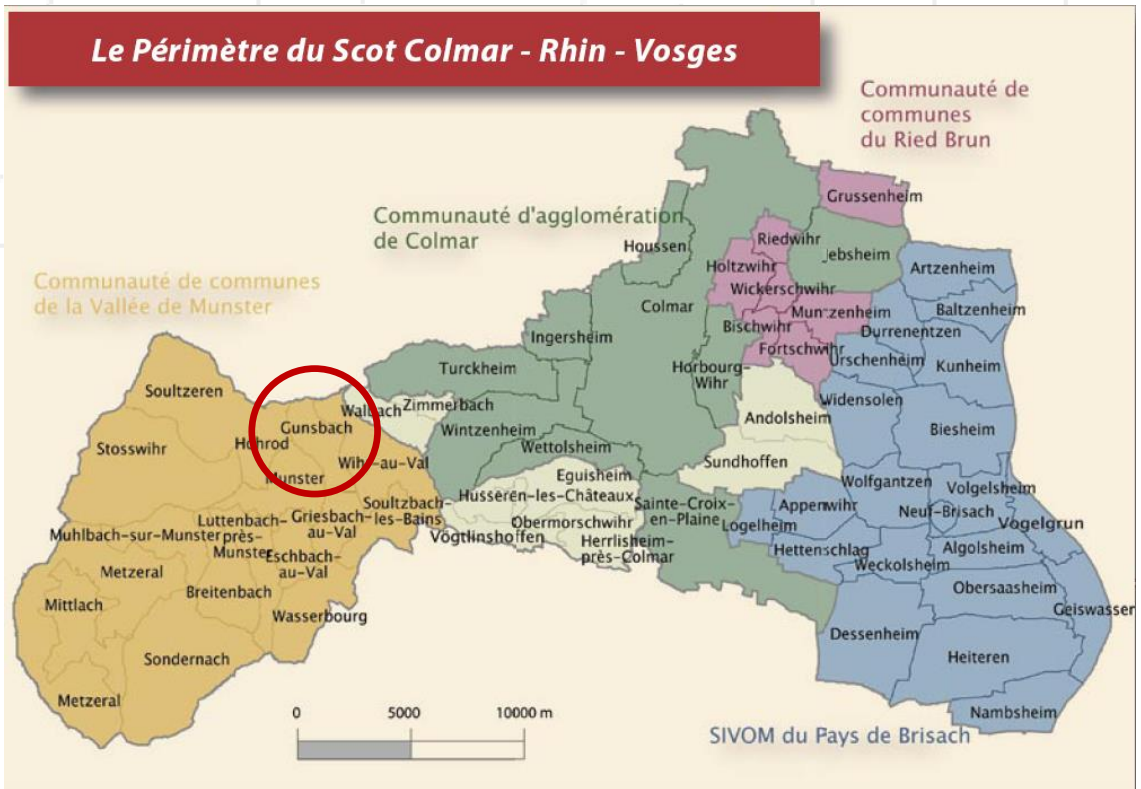 Le Périmètre du Scot Colmar - Rhin - Vosges
Communauté de
communes
du Ried Brun
Communauté d'agglomération
de Colmar
Communauté de communes
de la Vallée de Munster
SIVOM du Pays de Brisach
Grussenheim
Riedwihr
Jebsheim
Houssen
Holtzwihr
Artzenheim
Wickerschwihr
Colmar
Muntzenheim
Baltzenheim
Bischwihr
Durrenentzen
Ingersheim
Fortschwihr
Urschenheim
Kunheim
Turckheim
Horbourg-
Wihr
Soultzeren
Widensolen
Walbach
Zimmerbach
Andolsheim
Gunsbach
Wintzenheim
Biesheim
Stosswihr
Hohrod
Wettolsheim
Wihr-au-Val
Sundhoffen
Munster
Eguisheim
Wolfgantzen
Volgelsheim
Husseren-les-Châteaux
Soultzbach-
les-Bains
Sainte-Croix-
en-Plaine
Appenwihr
Neuf-Brisach
Luttenbach-
près-
Munster
Griesbach-
au-Val
Obermorschwihr
Logelheim
Vogelgrun
Muhlbach-sur-Munster
Vögtlinshoffen
Herrlisheim-
près-Colmar
Hettenschlag
Algolsheim
Eschbach-
au-Val
Weckolsheim
Metzeral
Breitenbach
Obersaasheim
Mittlach
Wasserbourg
Geiswasser
Dessenheim
Sondernach
Heiteren
Metzeral
Nambsheim
0
5000
10000 m